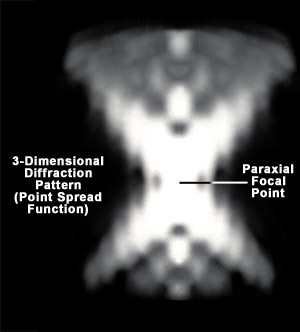 3-Dimensional
Diffraction
Pattern
(Point Spread
Function)
Paraxial
Focal
Point